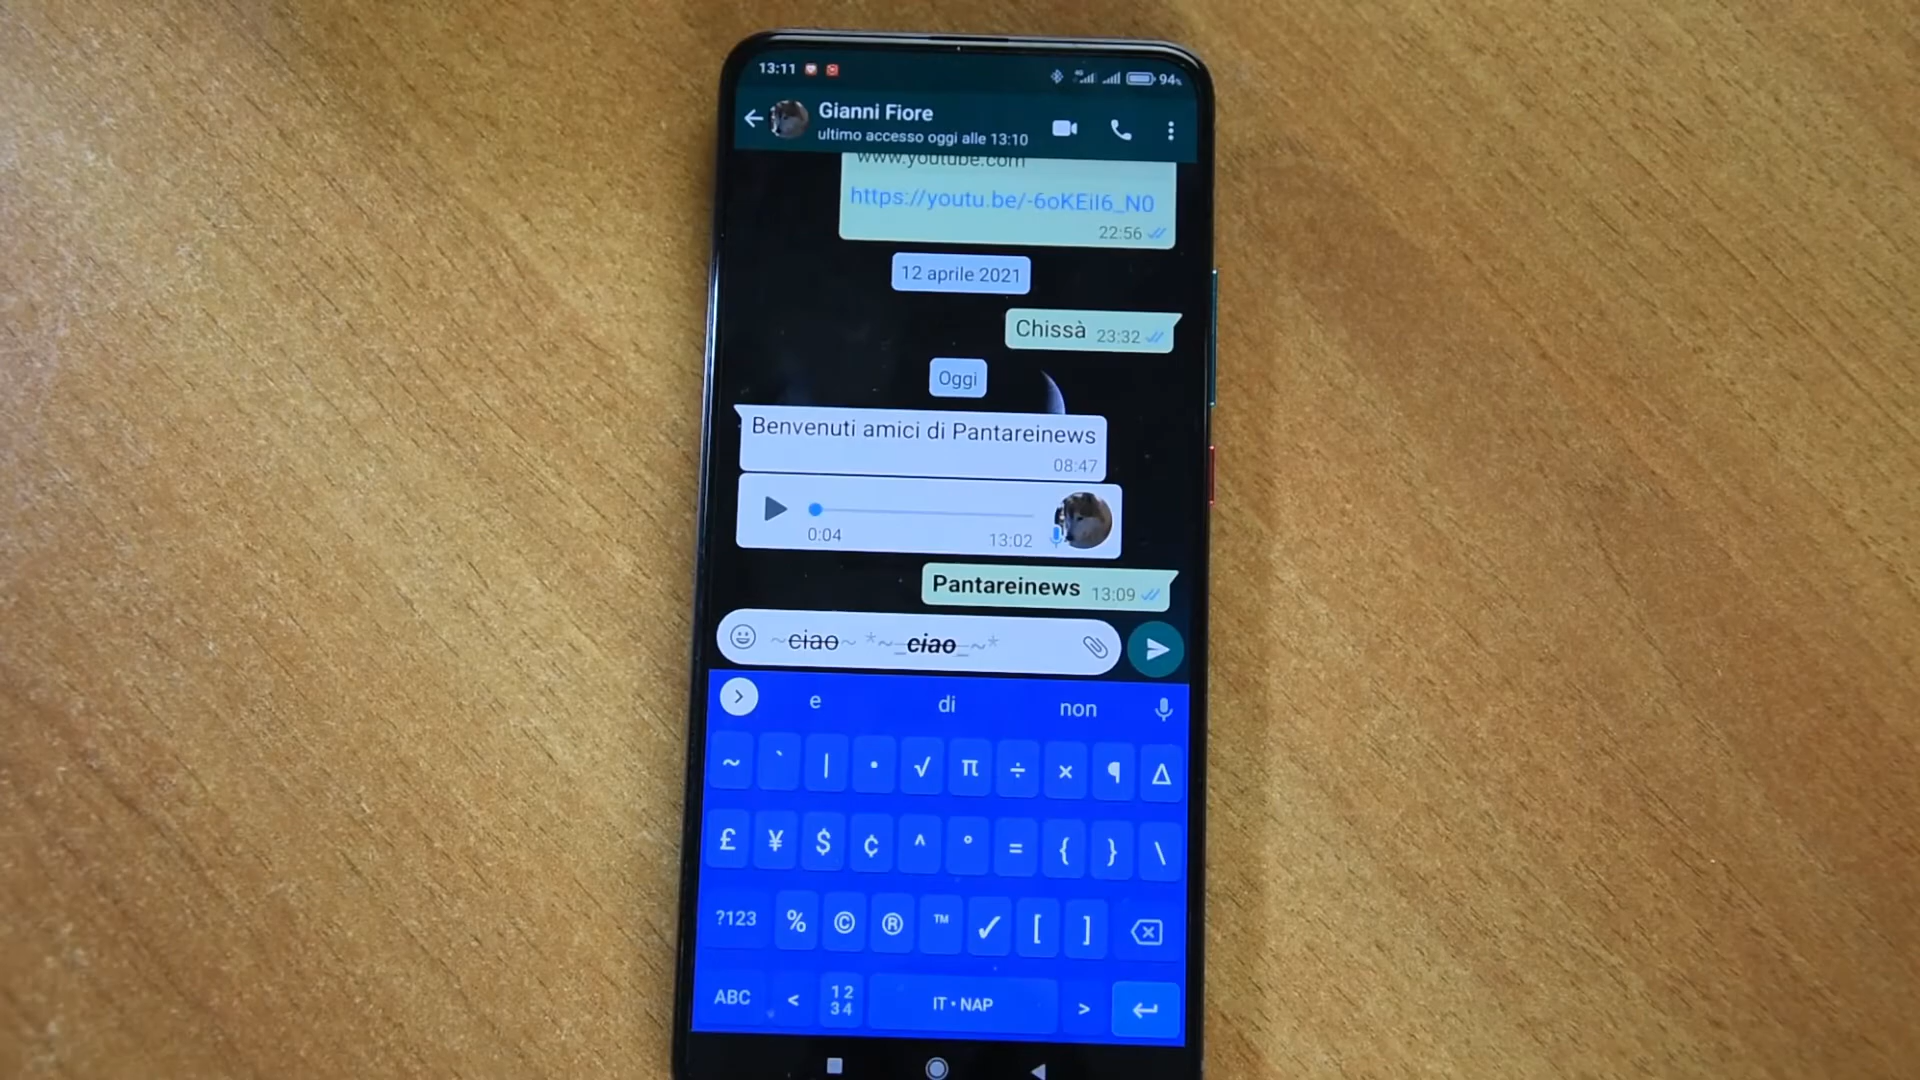 13:11 94%
Gianni Fiore
ultimo accesso oggi alle 13:10
www.youtube.com
https://youtu.be/-6oKEiI6_N0
22:56
12 aprile 2021
Chissà 23:32
Oggi
Benvenuti amici di Pantareinews
08:47
0:04 13:02
Pantareinews 13:09
~ciao~ *~_ciao_~*
e di non
~ ` | • √ π ÷ × ¶ Δ
£ ¥ $ ¢ ^ ° = { } \
?123 % © ® ™ ✓ [ ]
ABC < 12 34 IT • NAP >